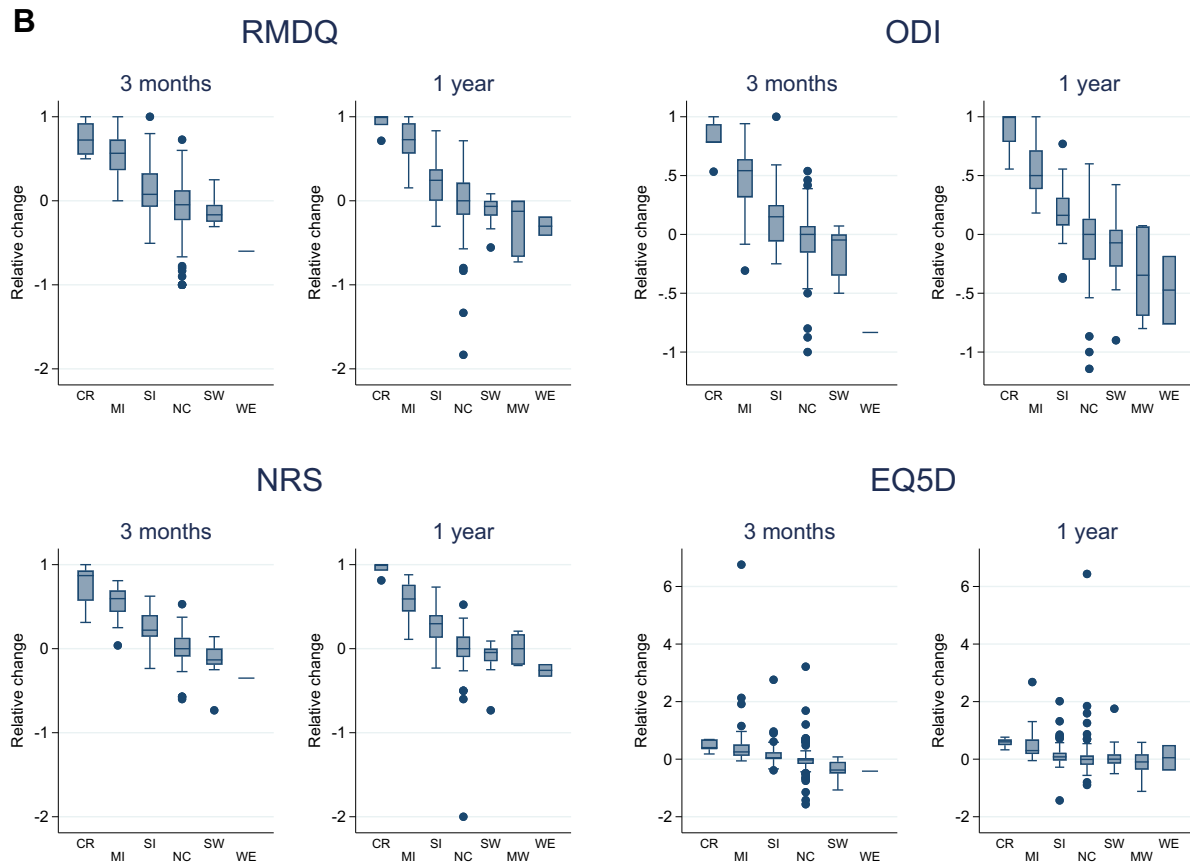 B
RMDQ
ODI
3 months
1 year
3 months
1 year
Relative change
1
0
-1
-2
Relative change
1
0
-1
-2
Relative change
1
.5
0
-.5
-1
Relative change
1
.5
0
-.5
-1
CR MI SI NC SW WE
CR MI SI NC SW MW WE
CR MI SI NC SW WE
CR MI SI NC SW MW WE
NRS
EQ5D
3 months
1 year
3 months
1 year
Relative change
1
0
-1
-2
Relative change
1
0
-1
-2
Relative change
6
4
2
0
-2
Relative change
6
4
2
0
-2
CR MI SI NC SW WE
CR MI SI NC SW MW WE
CR MI SI NC SW WE
CR MI SI NC SW MW WE